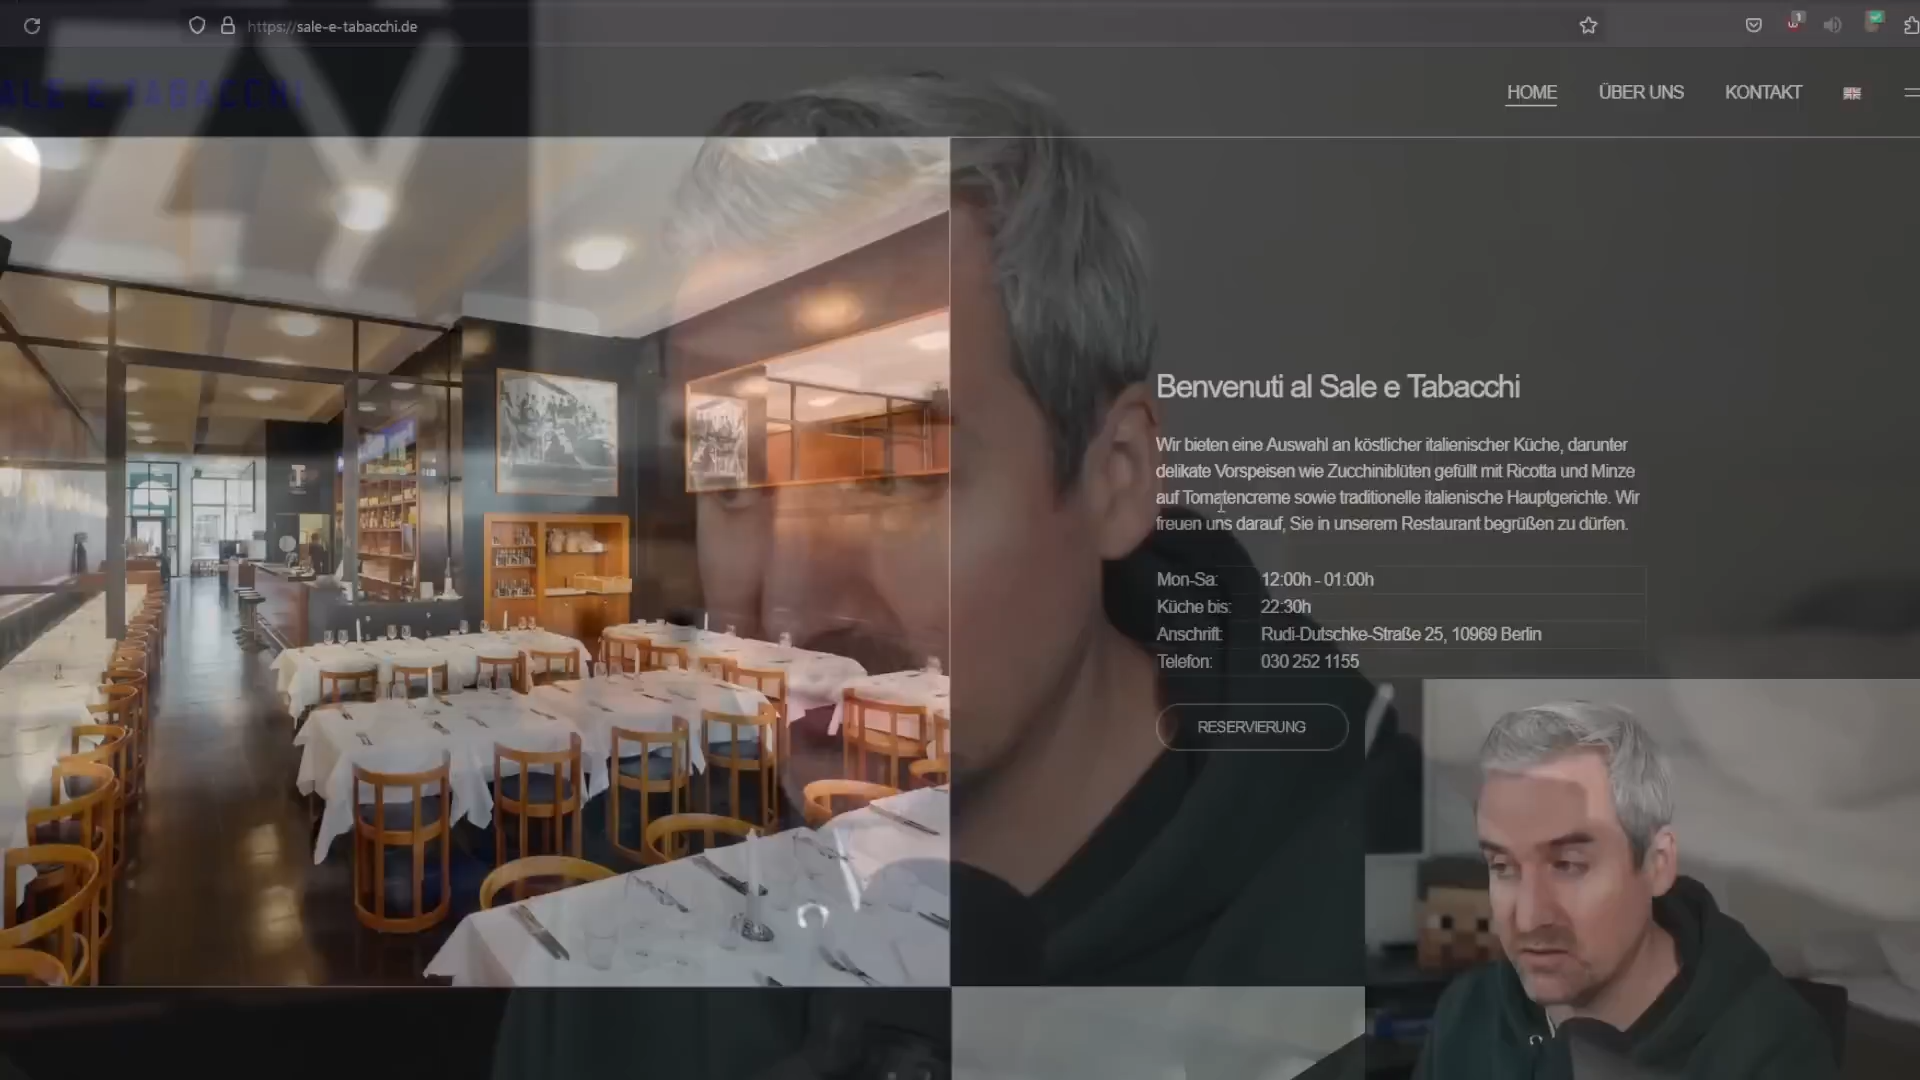 https://sale-e-tabacchi.de
ALE E TABACCHI
HOME
ÜBER UNS
KONTAKT
Benvenuti al Sale e Tabacchi
Wir bieten eine Auswahl an köstlicher italienischer Küche, darunter
delikate Vorspeisen wie Zucchiniblüten gefüllt mit Ricotta und Minze
auf Tomatencreme sowie traditionelle italienische Hauptgerichte. Wir
freuen uns darauf, Sie in unserem Restaurant begrüßen zu dürfen.
Mon-Sa: 12:00h - 01:00h
Küche bis: 22:30h
Anschrift: Rudi-Dutschke-Straße 25, 10969 Berlin
Telefon: 030 252 1155
RESERVIERUNG